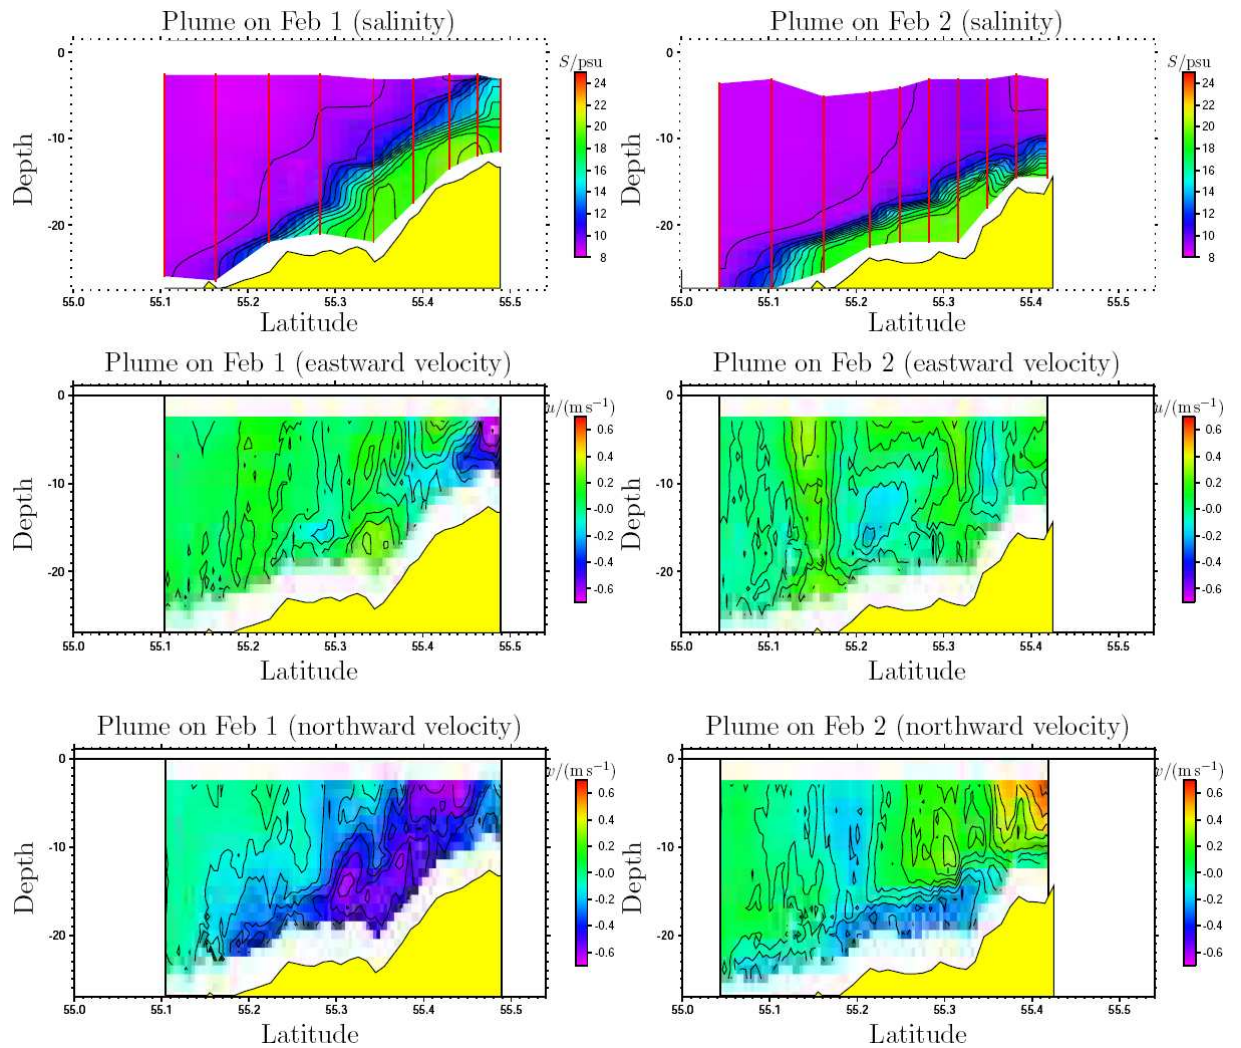 Plume on Feb 1 (salinity)
Plume on Feb 2 (salinity)
S/psu
S/psu
0
-10
-20
0
-10
-20
Depth
Depth
24
22
20
18
16
14
12
10
8
24
22
20
18
16
14
12
10
8
55.0 55.1 55.2 55.3 55.4 55.5
55.0 55.1 55.2 55.3 55.4 55.5
Latitude
Latitude
Plume on Feb 1 (eastward velocity)
Plume on Feb 2 (eastward velocity)
u/(m s⁻¹)
u/(m s⁻¹)
0
-10
-20
0
-10
-20
Depth
Depth
0.6
0.4
0.2
-0.0
-0.2
-0.4
-0.6
0.6
0.4
0.2
-0.0
-0.2
-0.4
-0.6
55.0 55.1 55.2 55.3 55.4 55.5
55.0 55.1 55.2 55.3 55.4 55.5
Latitude
Latitude
Plume on Feb 1 (northward velocity)
Plume on Feb 2 (northward velocity)
v/(m s⁻¹)
v/(m s⁻¹)
0
-10
-20
0
-10
-20
Depth
Depth
0.6
0.4
0.2
-0.0
-0.2
-0.4
-0.6
0.6
0.4
0.2
-0.0
-0.2
-0.4
-0.6
55.0 55.1 55.2 55.3 55.4 55.5
55.0 55.1 55.2 55.3 55.4 55.5
Latitude
Latitude